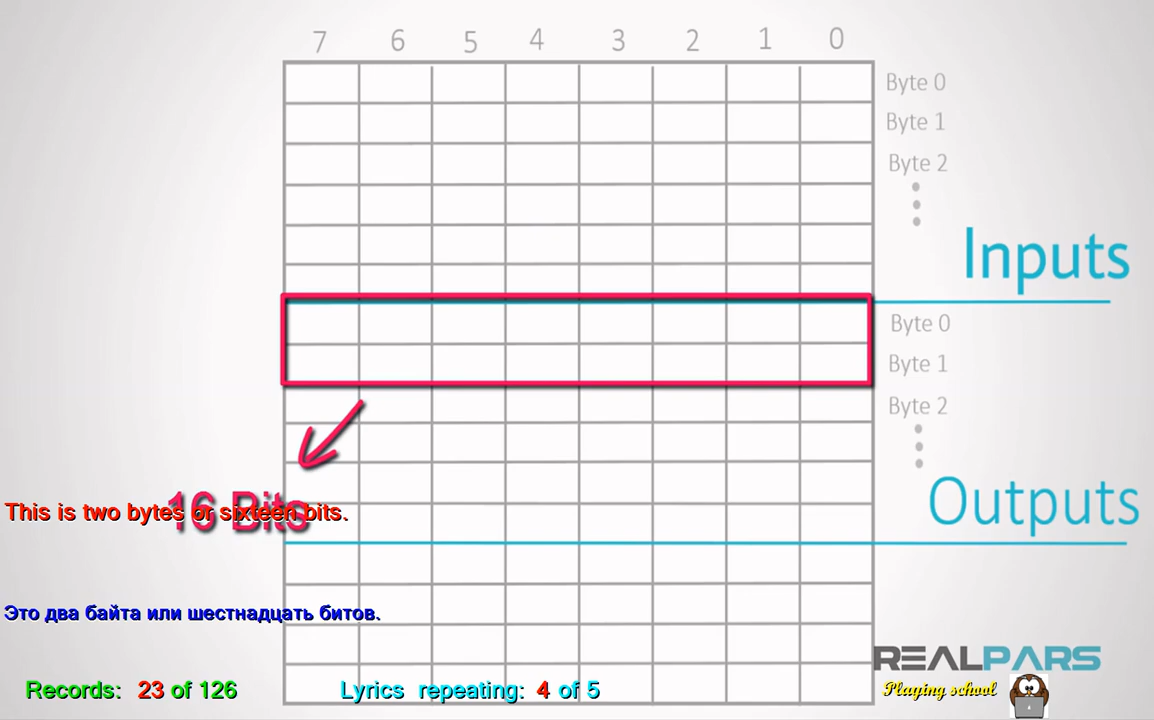 7 6 5 4 3 2 1 0
Byte 0
Byte 1
Byte 2
Inputs
Byte 0
Byte 1
Byte 2
Outputs
16 Bits
This is two bytes or sixteen bits.
Это два байта или шестнадцать битов.
REALPARS
Playing school
Records: 23 of 126
Lyrics repeating: 4 of 5